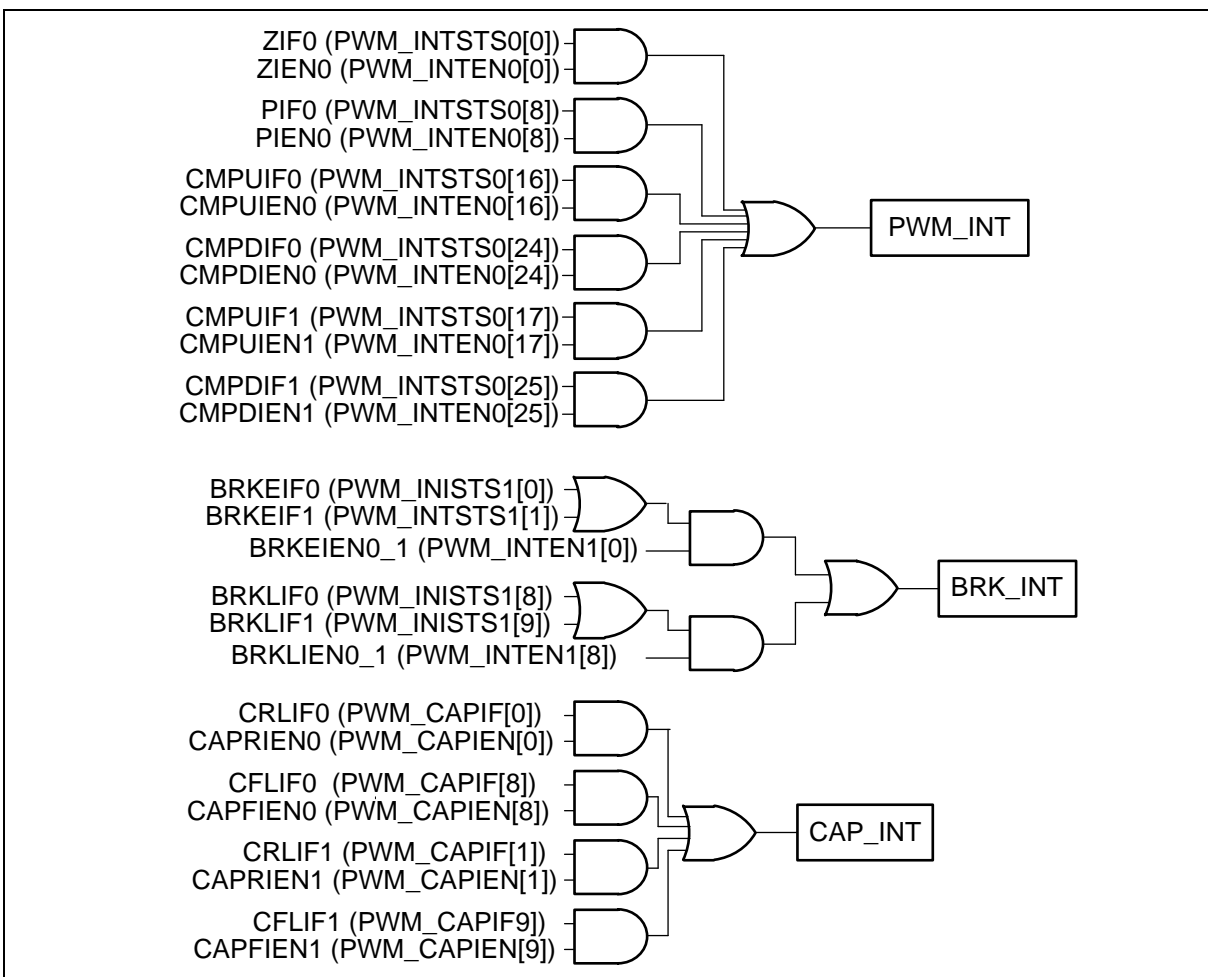 ZIF0 (PWM_INTSTS0[0])
ZIEN0 (PWM_INTEN0[0])
PIF0 (PWM_INTSTS0[8])
PIEN0 (PWM_INTEN0[8])
CMPUIF0 (PWM_INTSTS0[16])
CMPUIEN0 (PWM_INTEN0[16])
CMPDIF0 (PWM_INTSTS0[24])
CMPDIEN0 (PWM_INTEN0[24])
CMPUIF1 (PWM_INTSTS0[17])
CMPUIEN1 (PWM_INTEN0[17])
CMPDIF1 (PWM_INTSTS0[25])
CMPDIEN1 (PWM_INTEN0[25])
PWM_INT
BRKEIF0 (PWM_INISTS1[0])
BRKEIF1 (PWM_INTSTS1[1])
BRKEIEN0_1 (PWM_INTEN1[0])
BRKLIF0 (PWM_INISTS1[8])
BRKLIF1 (PWM_INISTS1[9])
BRKLIEN0_1 (PWM_INTEN1[8])
BRK_INT
CRLIF0 (PWM_CAPIF[0])
CAPRIEN0 (PWM_CAPIEN[0])
CFLIF0 (PWM_CAPIF[8])
CAPFIEN0 (PWM_CAPIEN[8])
CRLIF1 (PWM_CAPIF[1])
CAPRIEN1 (PWM_CAPIEN[1])
CFLIF1 (PWM_CAPIF9])
CAPFIEN1 (PWM_CAPIEN[9])
CAP_INT